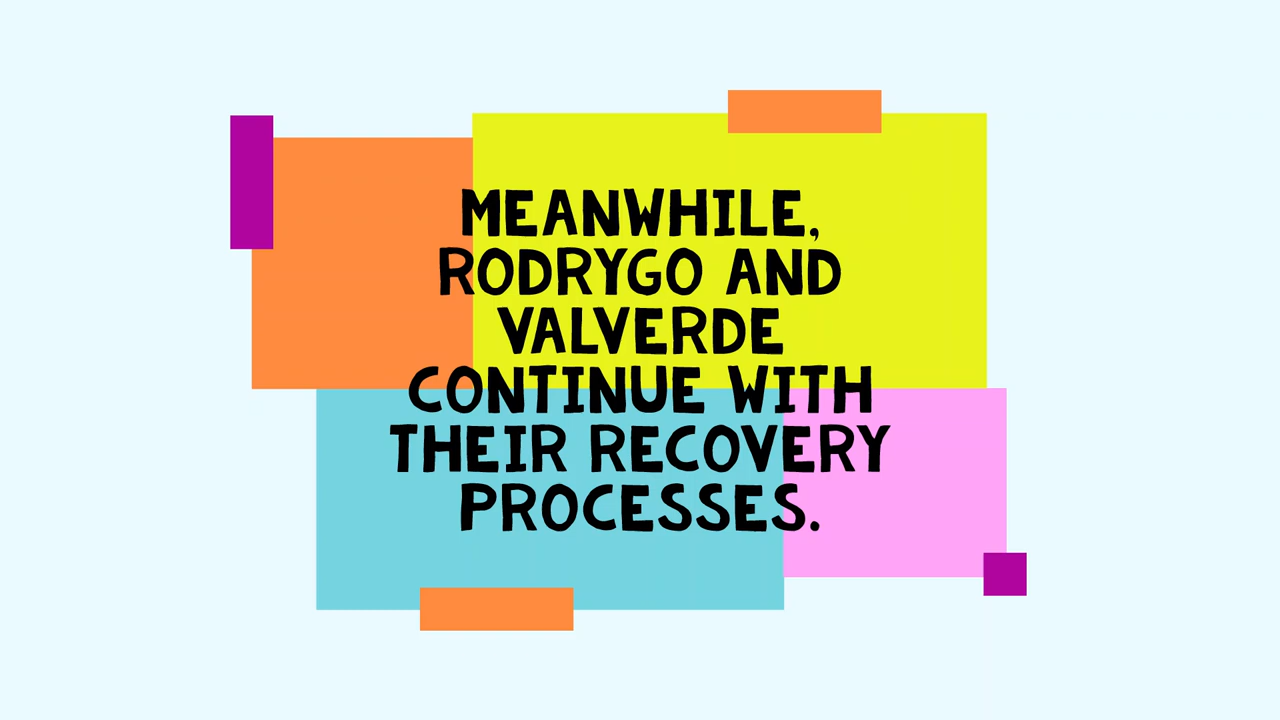 MEANWHILE,
RODRYGO AND
VALVERDE
CONTINUE WITH
THEIR RECOVERY
PROCESSES.